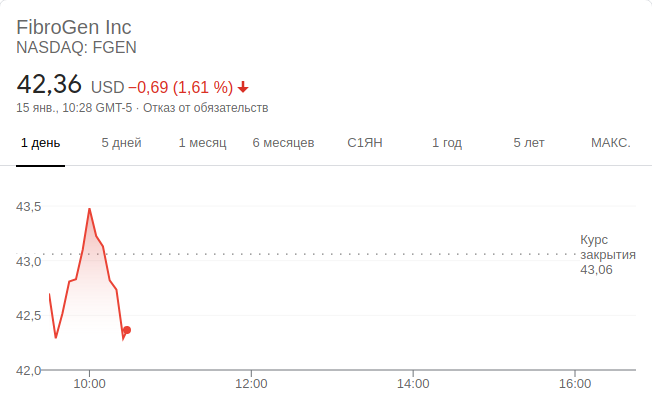 FibroGen Inc
NASDAQ: FGEN
42,36 USD −0,69 (1,61 %)
15 янв., 10:28 GMT-5 · Отказ от обязательств
1 день 5 дней 1 месяц 6 месяцев С1ЯН 1 год 5 лет МАКС.
43,5
Курс
закрытия
43,06
43,0
42,5
42,0
10:00 12:00 14:00 16:00